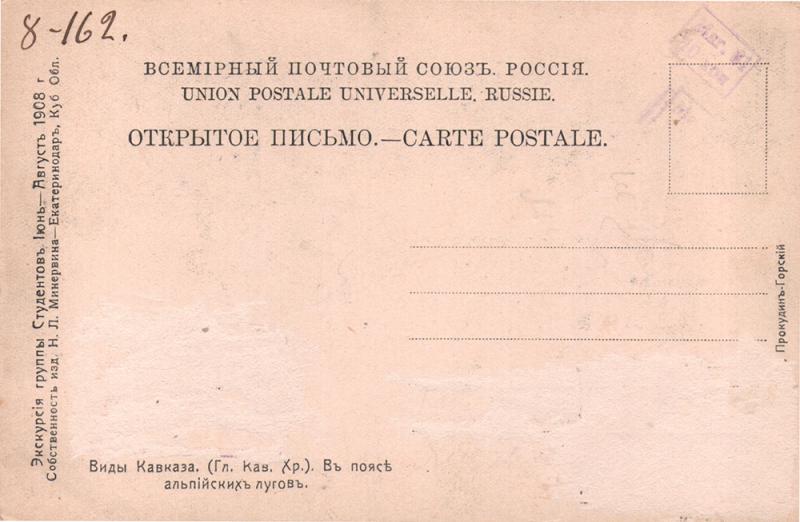 8-162.
ВСЕМІРНЫЙ ПОЧТОВЫЙ СОЮЗЪ. РОССІЯ.
UNION POSTALE UNIVERSELLE. RUSSIE.
ОТКРЫТОЕ ПИСЬМО.—CARTE POSTALE.
Экскурсія группы Студентовъ Іюнь—Августъ 1908 г.
Собственность изд. Н. Л. Минервина—Екатеринодаръ, Куб Обл.
Прокудинъ-Горскій
Виды Кавказа. (Гл. Кав. Хр.). Въ поясѣ
альпійскихъ луговъ.